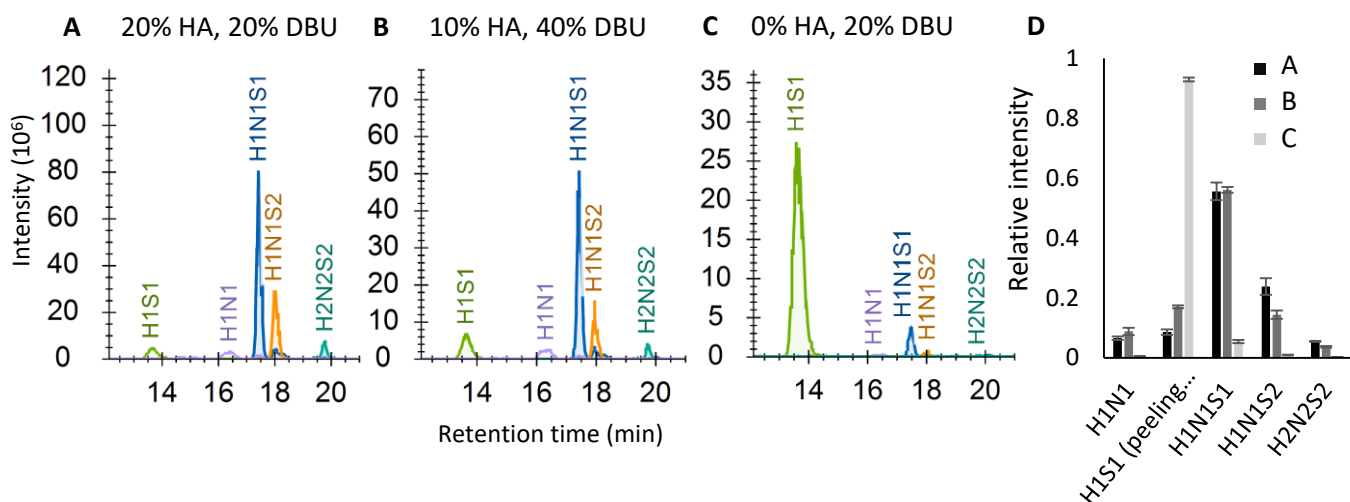 A 20% HA, 20% DBU
B 10% HA, 40% DBU
C 0% HA, 20% DBU
D
Intensity (10⁶)
120
100
80
60
40
20
0
H1S1
H1N1
H1N1S1
H1N1S2
H2N2S2
14 16 18 20
70
60
50
40
30
20
10
0
H1S1
H1N1
H1N1S1
H1N1S2
H2N2S2
14 16 18 20
Retention time (min)
35
30
25
20
15
10
5
0
H1S1
H1N1
H1N1S1
H1N1S2
H2N2S2
14 16 18 20
Relative intensity
1
0.8
0.6
0.4
0.2
0
A
B
C
H1N1
H1S1 (peeling...
H1N1S1
H1N1S2
H2N2S2